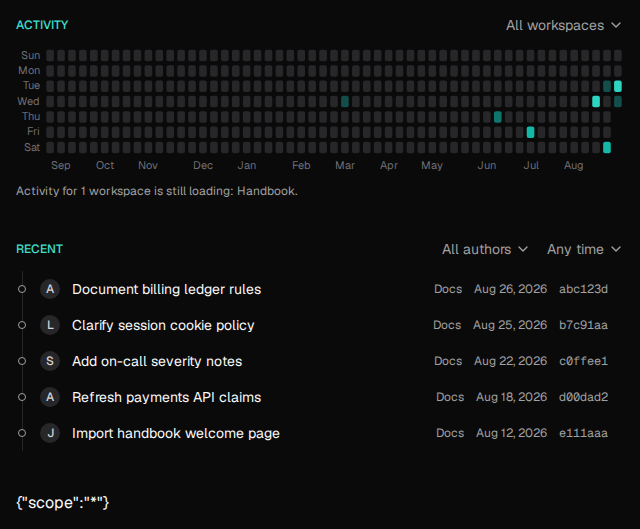 ACTIVITY All workspaces
Sun
Mon
Tue
Wed
Thu
Fri
Sat
Sep Oct Nov Dec Jan Feb Mar Apr May Jun Jul Aug
Activity for 1 workspace is still loading: Handbook.
RECENT All authors Any time
A Document billing ledger rules Docs Aug 26, 2026 abc123d
L Clarify session cookie policy Docs Aug 25, 2026 b7c91aa
S Add on-call severity notes Docs Aug 22, 2026 c0ffee1
A Refresh payments API claims Docs Aug 18, 2026 d00dad2
J Import handbook welcome page Docs Aug 12, 2026 e111aaa
{"scope":"*"}